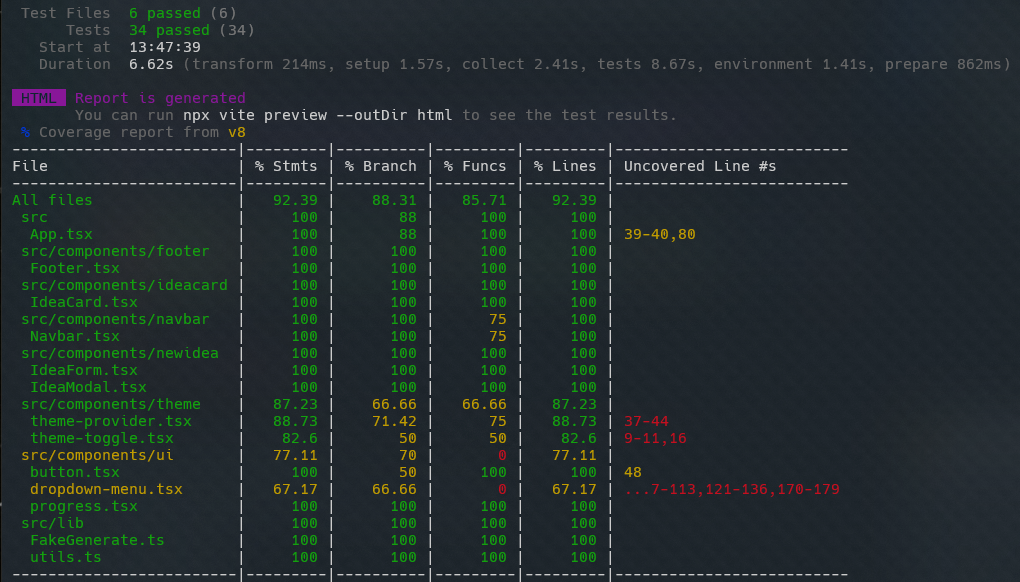 Test Files  6 passed (6)
     Tests  34 passed (34)
  Start at  13:47:39
  Duration  6.62s (transform 214ms, setup 1.57s, collect 2.41s, tests 8.67s, environment 1.41s, prepare 862ms)
HTML  Report is generated
You can run npx vite preview --outDir html to see the test results.
% Coverage report from v8
-------------------------|---------|----------|---------|---------|--------------------------
File                     | % Stmts | % Branch | % Funcs | % Lines | Uncovered Line #s
-------------------------|---------|----------|---------|---------|--------------------------
All files                |   92.39 |    88.31 |   85.71 |   92.39 |
 src                     |     100 |       88 |     100 |     100 |
  App.tsx                |     100 |       88 |     100 |     100 | 39-40,80
 src/components/footer   |     100 |      100 |     100 |     100 |
  Footer.tsx             |     100 |      100 |     100 |     100 |
 src/components/ideacard |     100 |      100 |     100 |     100 |
  IdeaCard.tsx           |     100 |      100 |     100 |     100 |
 src/components/navbar   |     100 |      100 |      75 |     100 |
  Navbar.tsx             |     100 |      100 |      75 |     100 |
 src/components/newidea  |     100 |      100 |     100 |     100 |
  IdeaForm.tsx           |     100 |      100 |     100 |     100 |
  IdeaModal.tsx          |     100 |      100 |     100 |     100 |
 src/components/theme    |   87.23 |    66.66 |   66.66 |   87.23 |
  theme-provider.tsx     |   88.73 |    71.42 |      75 |   88.73 | 37-44
  theme-toggle.tsx       |    82.6 |       50 |      50 |    82.6 | 9-11,16
 src/components/ui       |   77.11 |       70 |       0 |   77.11 |
  button.tsx             |     100 |       50 |     100 |     100 | 48
  dropdown-menu.tsx      |   67.17 |    66.66 |       0 |   67.17 | ...7-113,121-136,170-179
  progress.tsx           |     100 |      100 |     100 |     100 |
 src/lib                 |     100 |      100 |     100 |     100 |
  FakeGenerate.ts        |     100 |      100 |     100 |     100 |
  utils.ts               |     100 |      100 |     100 |     100 |
-------------------------|---------|----------|---------|---------|--------------------------